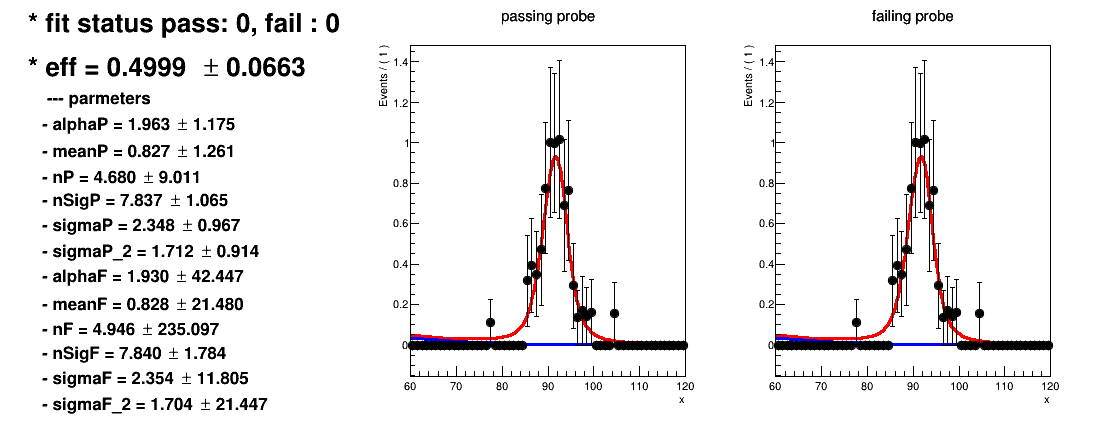 * fit status pass: 0, fail : 0
* eff = 0.4999 ± 0.0663
--- parmeters
- alphaP = 1.963 ± 1.175
- meanP = 0.827 ± 1.261
- nP = 4.680 ± 9.011
- nSigP = 7.837 ± 1.065
- sigmaP = 2.348 ± 0.967
- sigmaP_2 = 1.712 ± 0.914
- alphaF = 1.930 ± 42.447
- meanF = 0.828 ± 21.480
- nF = 4.946 ± 235.097
- nSigF = 7.840 ± 1.784
- sigmaF = 2.354 ± 11.805
- sigmaF_2 = 1.704 ± 21.447
passing probe
Events / ( 1 )
1.4
1.2
1
0.8
0.6
0.4
0.2
0
60 70 80 90 100 110 120
x
failing probe
Events / ( 1 )
1.4
1.2
1
0.8
0.6
0.4
0.2
0
60 70 80 90 100 110 120
x